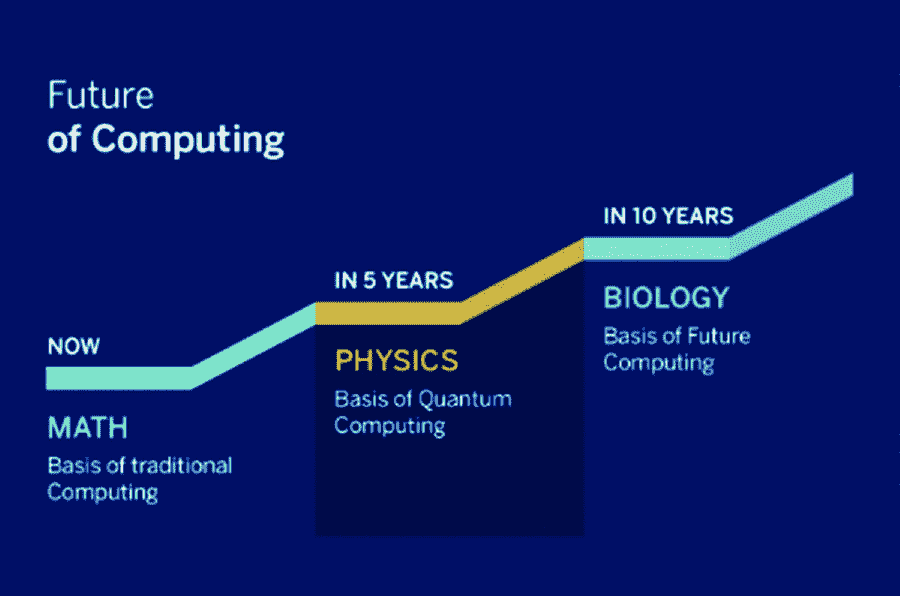 Future
of Computing
NOW
MATH
Basis of traditional
Computing
IN 5 YEARS
PHYSICS
Basis of Quantum
Computing
IN 10 YEARS
BIOLOGY
Basis of Future
Computing